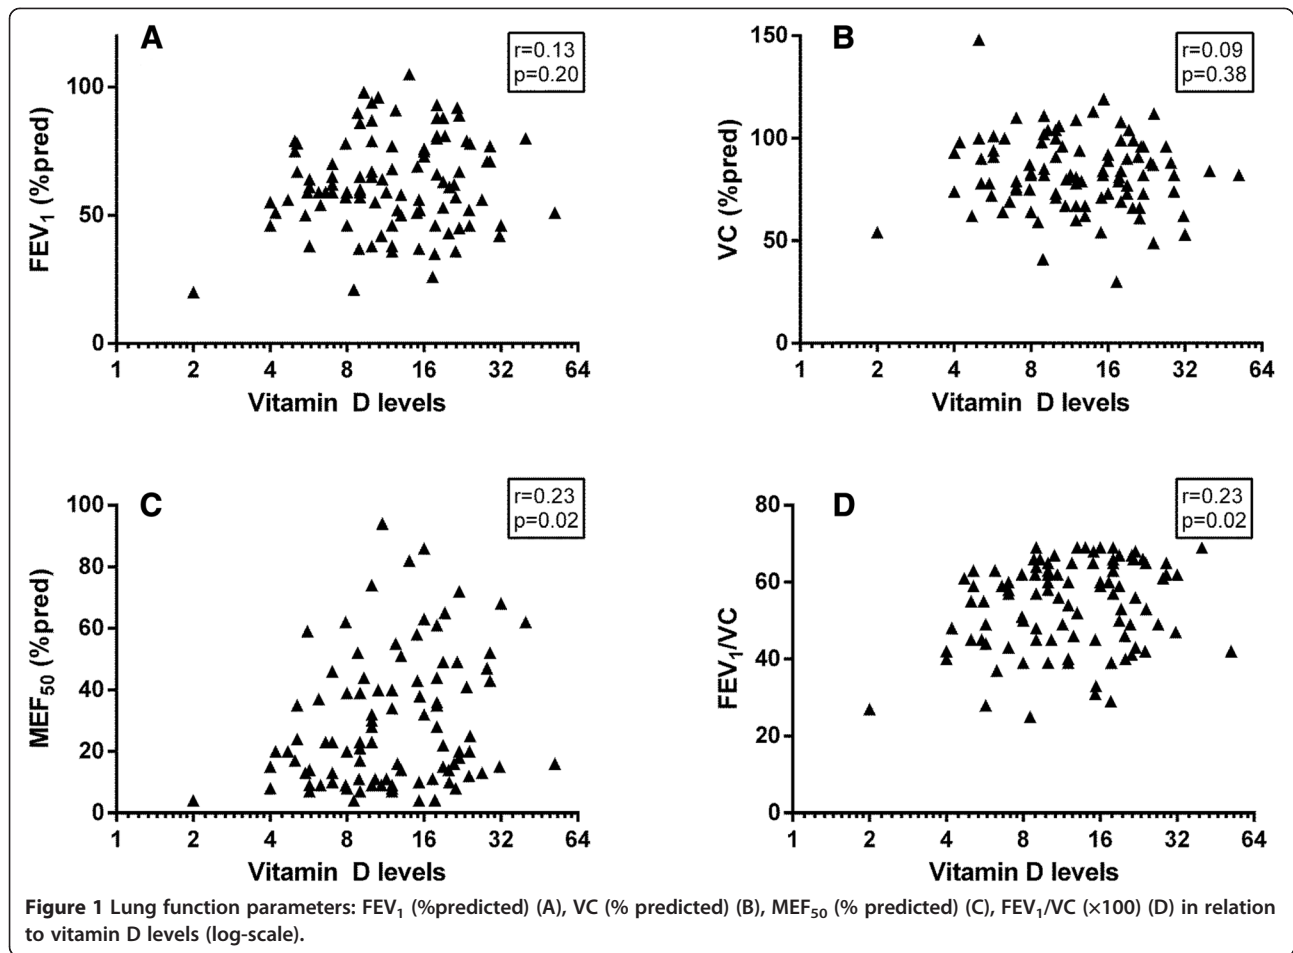 A
r=0.13
p=0.20
FEV1 (%pred)
100
50
0
1 2 4 8 16 32 64
Vitamin D levels
B
r=0.09
p=0.38
VC (%pred)
150
100
50
0
1 2 4 8 16 32 64
Vitamin D levels
C
r=0.23
p=0.02
MEF50 (%pred)
100
80
60
40
20
0
1 2 4 8 16 32 64
Vitamin D levels
D
r=0.23
p=0.02
FEV1/VC
80
60
40
20
0
1 2 4 8 16 32 64
Vitamin D levels
Figure 1 Lung function parameters: FEV1 (%predicted) (A), VC (% predicted) (B), MEF50 (% predicted) (C), FEV1/VC (×100) (D) in relation
to vitamin D levels (log-scale).